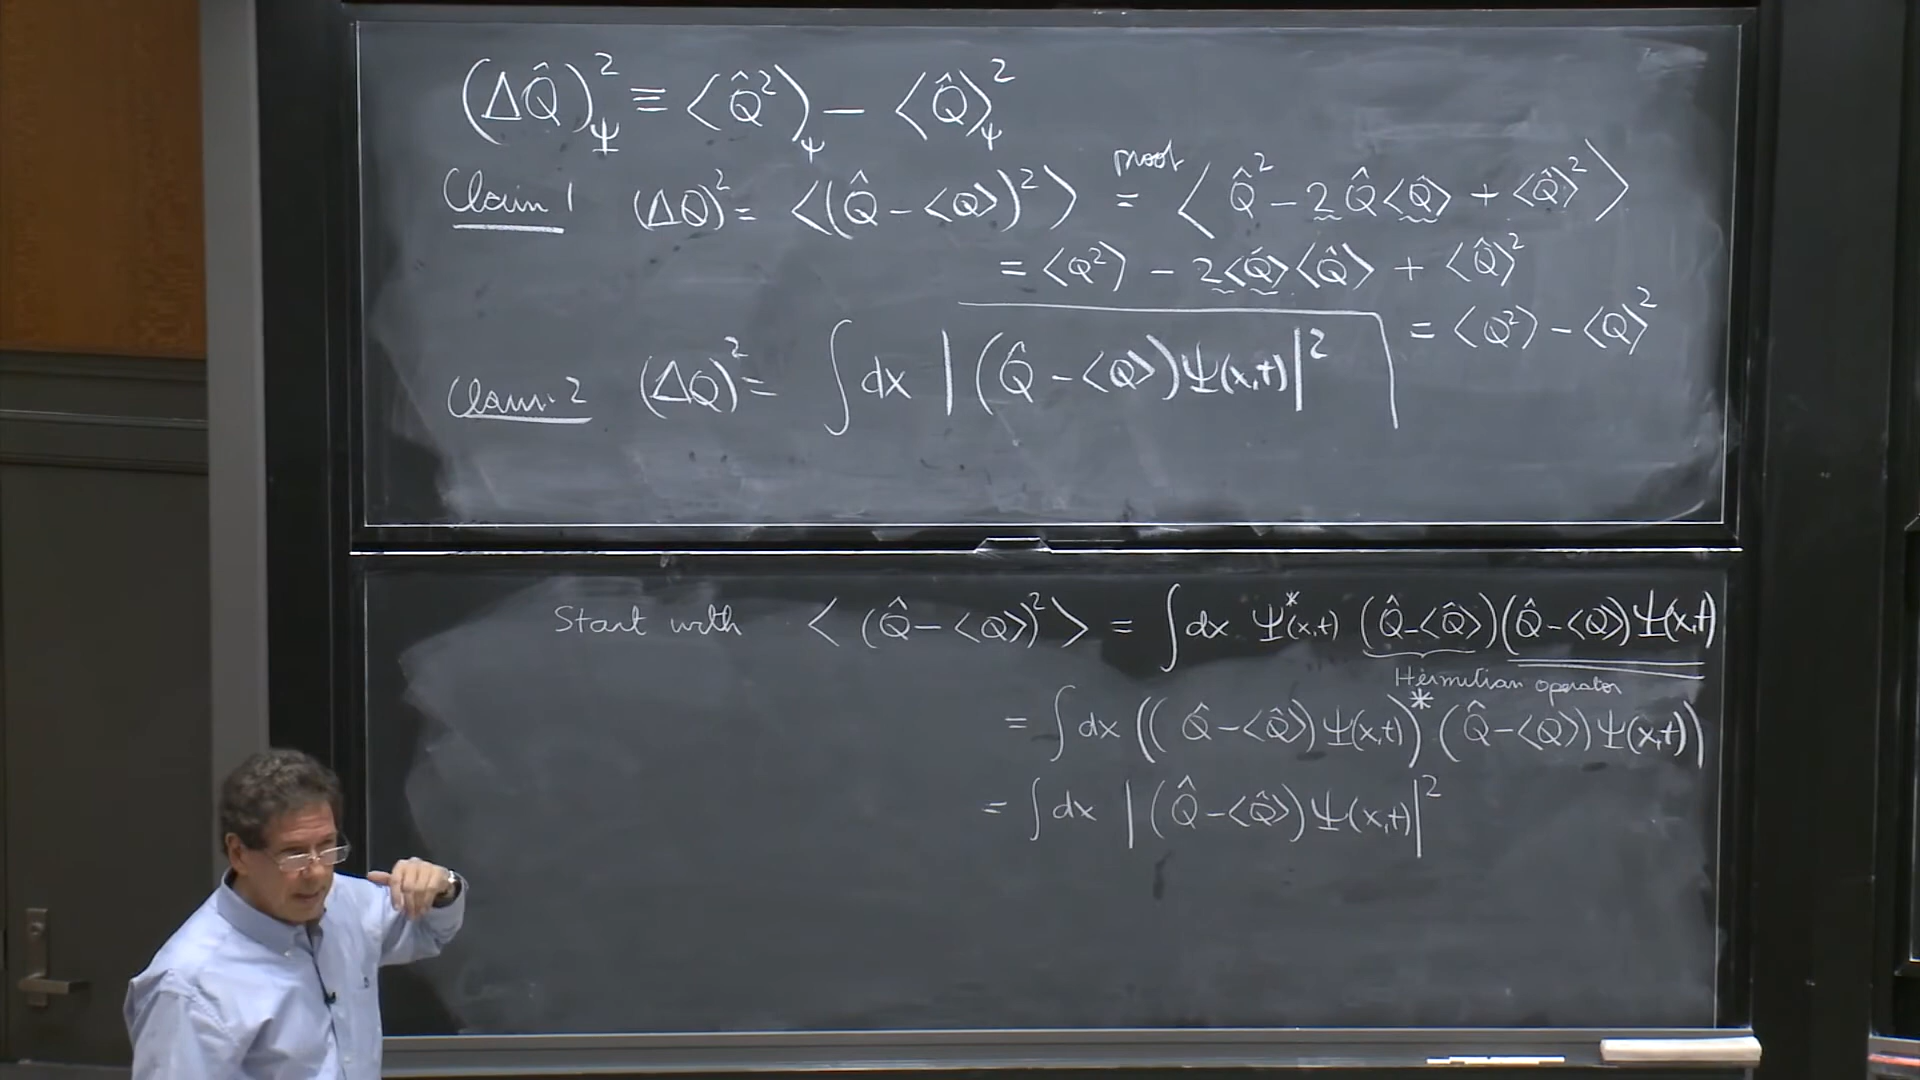 (ΔQ̂)²_Ψ ≡ ⟨Q̂²⟩_Ψ − ⟨Q̂⟩²_Ψ
Claim 1 (ΔQ)² = ⟨(Q̂ − ⟨Q⟩)²⟩ proof = ⟨Q̂² − 2Q̂⟨Q̂⟩ + ⟨Q̂⟩²⟩
= ⟨Q²⟩ − 2⟨Q̂⟩⟨Q̂⟩ + ⟨Q̂⟩²
= ⟨Q²⟩ − ⟨Q⟩²
Claim 2 (ΔQ)² = ∫dx |(Q̂ − ⟨Q⟩)Ψ(x,t)|²
Start with ⟨(Q̂ − ⟨Q⟩)²⟩ = ∫dx Ψ*(x,t) (Q̂ − ⟨Q̂⟩)(Q̂ − ⟨Q⟩)Ψ(x,t)
Hermitian operator
= ∫dx ((Q̂ − ⟨Q̂⟩)Ψ(x,t))* (Q̂ − ⟨Q⟩)Ψ(x,t))
= ∫dx |(Q̂ − ⟨Q̂⟩)Ψ(x,t)|²